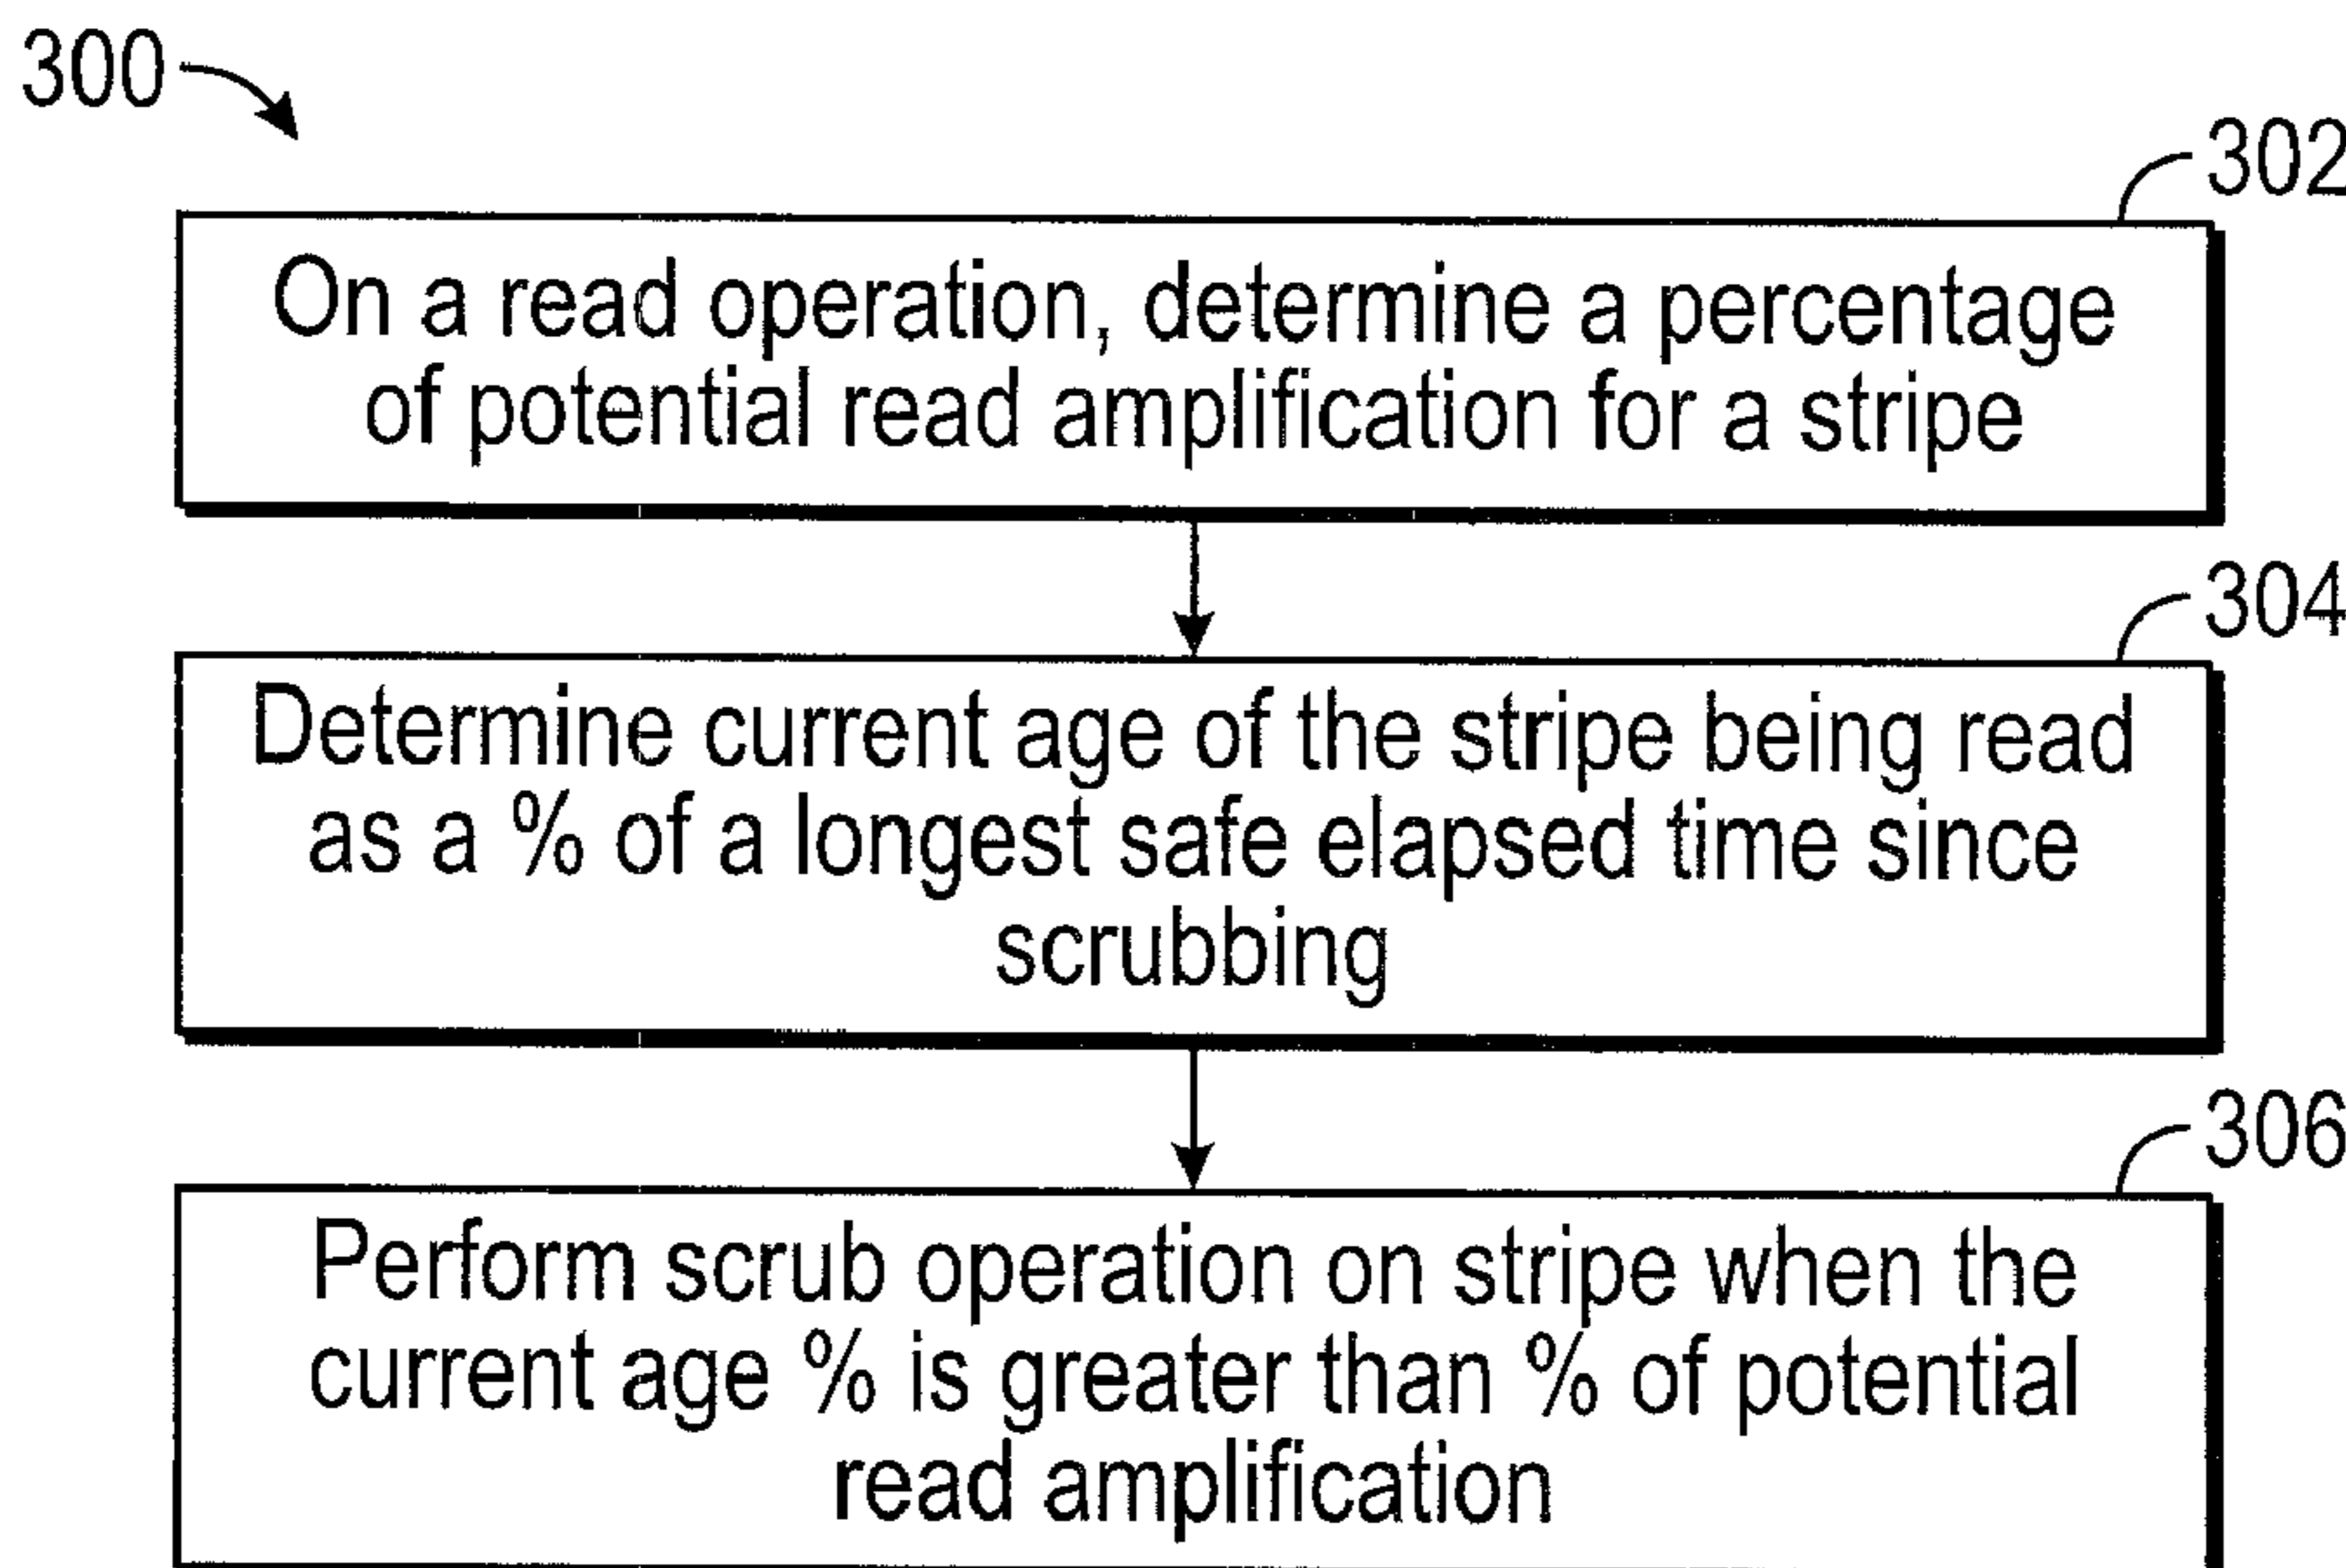 300
302
On a read operation, determine a percentage
of potential read amplification for a stripe
304
Determine current age of the stripe being read
as a % of a longest safe elapsed time since
scrubbing
306
Perform scrub operation on stripe when the
current age % is greater than % of potential
read amplification